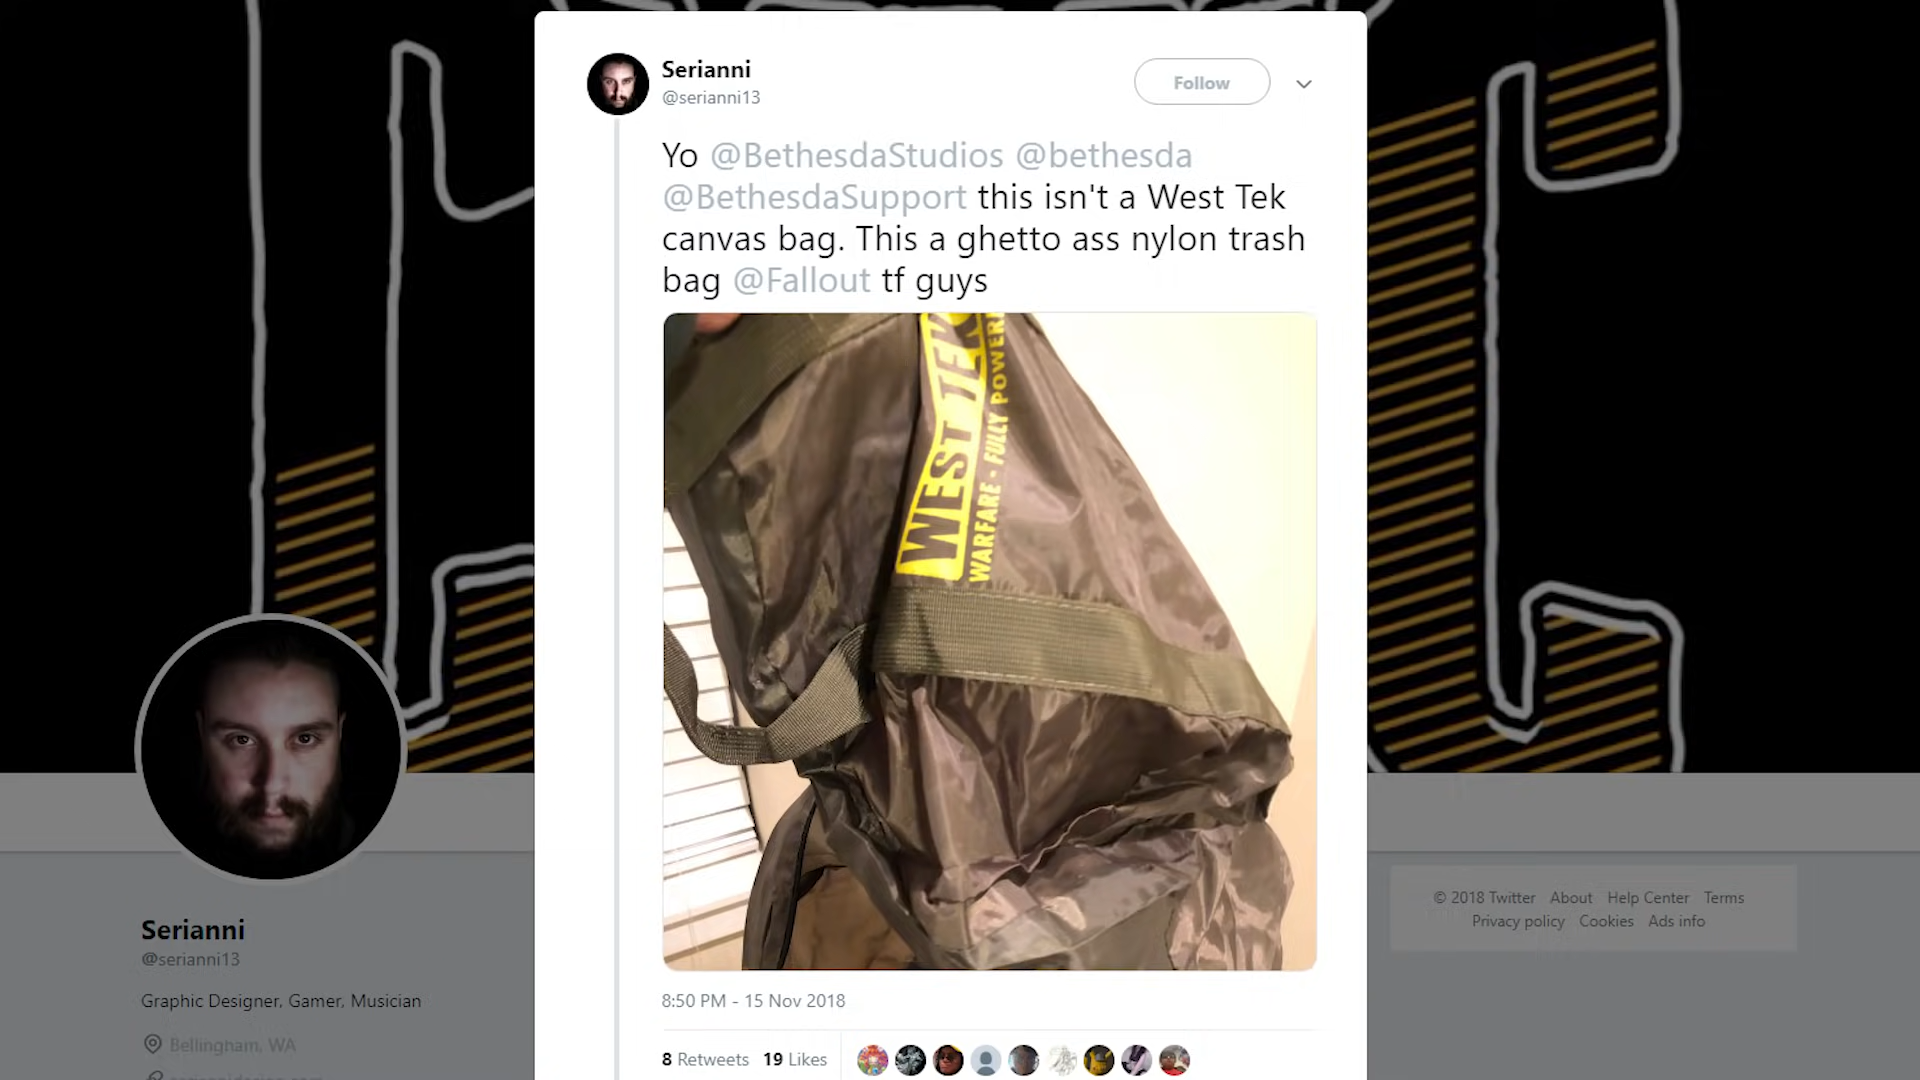 Serianni
@serianni13
Follow
Yo @BethesdaStudios @bethesda
@BethesdaSupport this isn't a West Tek
canvas bag. This a ghetto ass nylon trash
bag @Fallout tf guys
WEST TEK
WARFARE - FULLY POWER
8:50 PM - 15 Nov 2018
8 Retweets 19 Likes
Serianni
@serianni13
Graphic Designer, Gamer, Musician
Bellingham, WA
© 2018 Twitter About Help Center Terms
Privacy policy Cookies Ads info